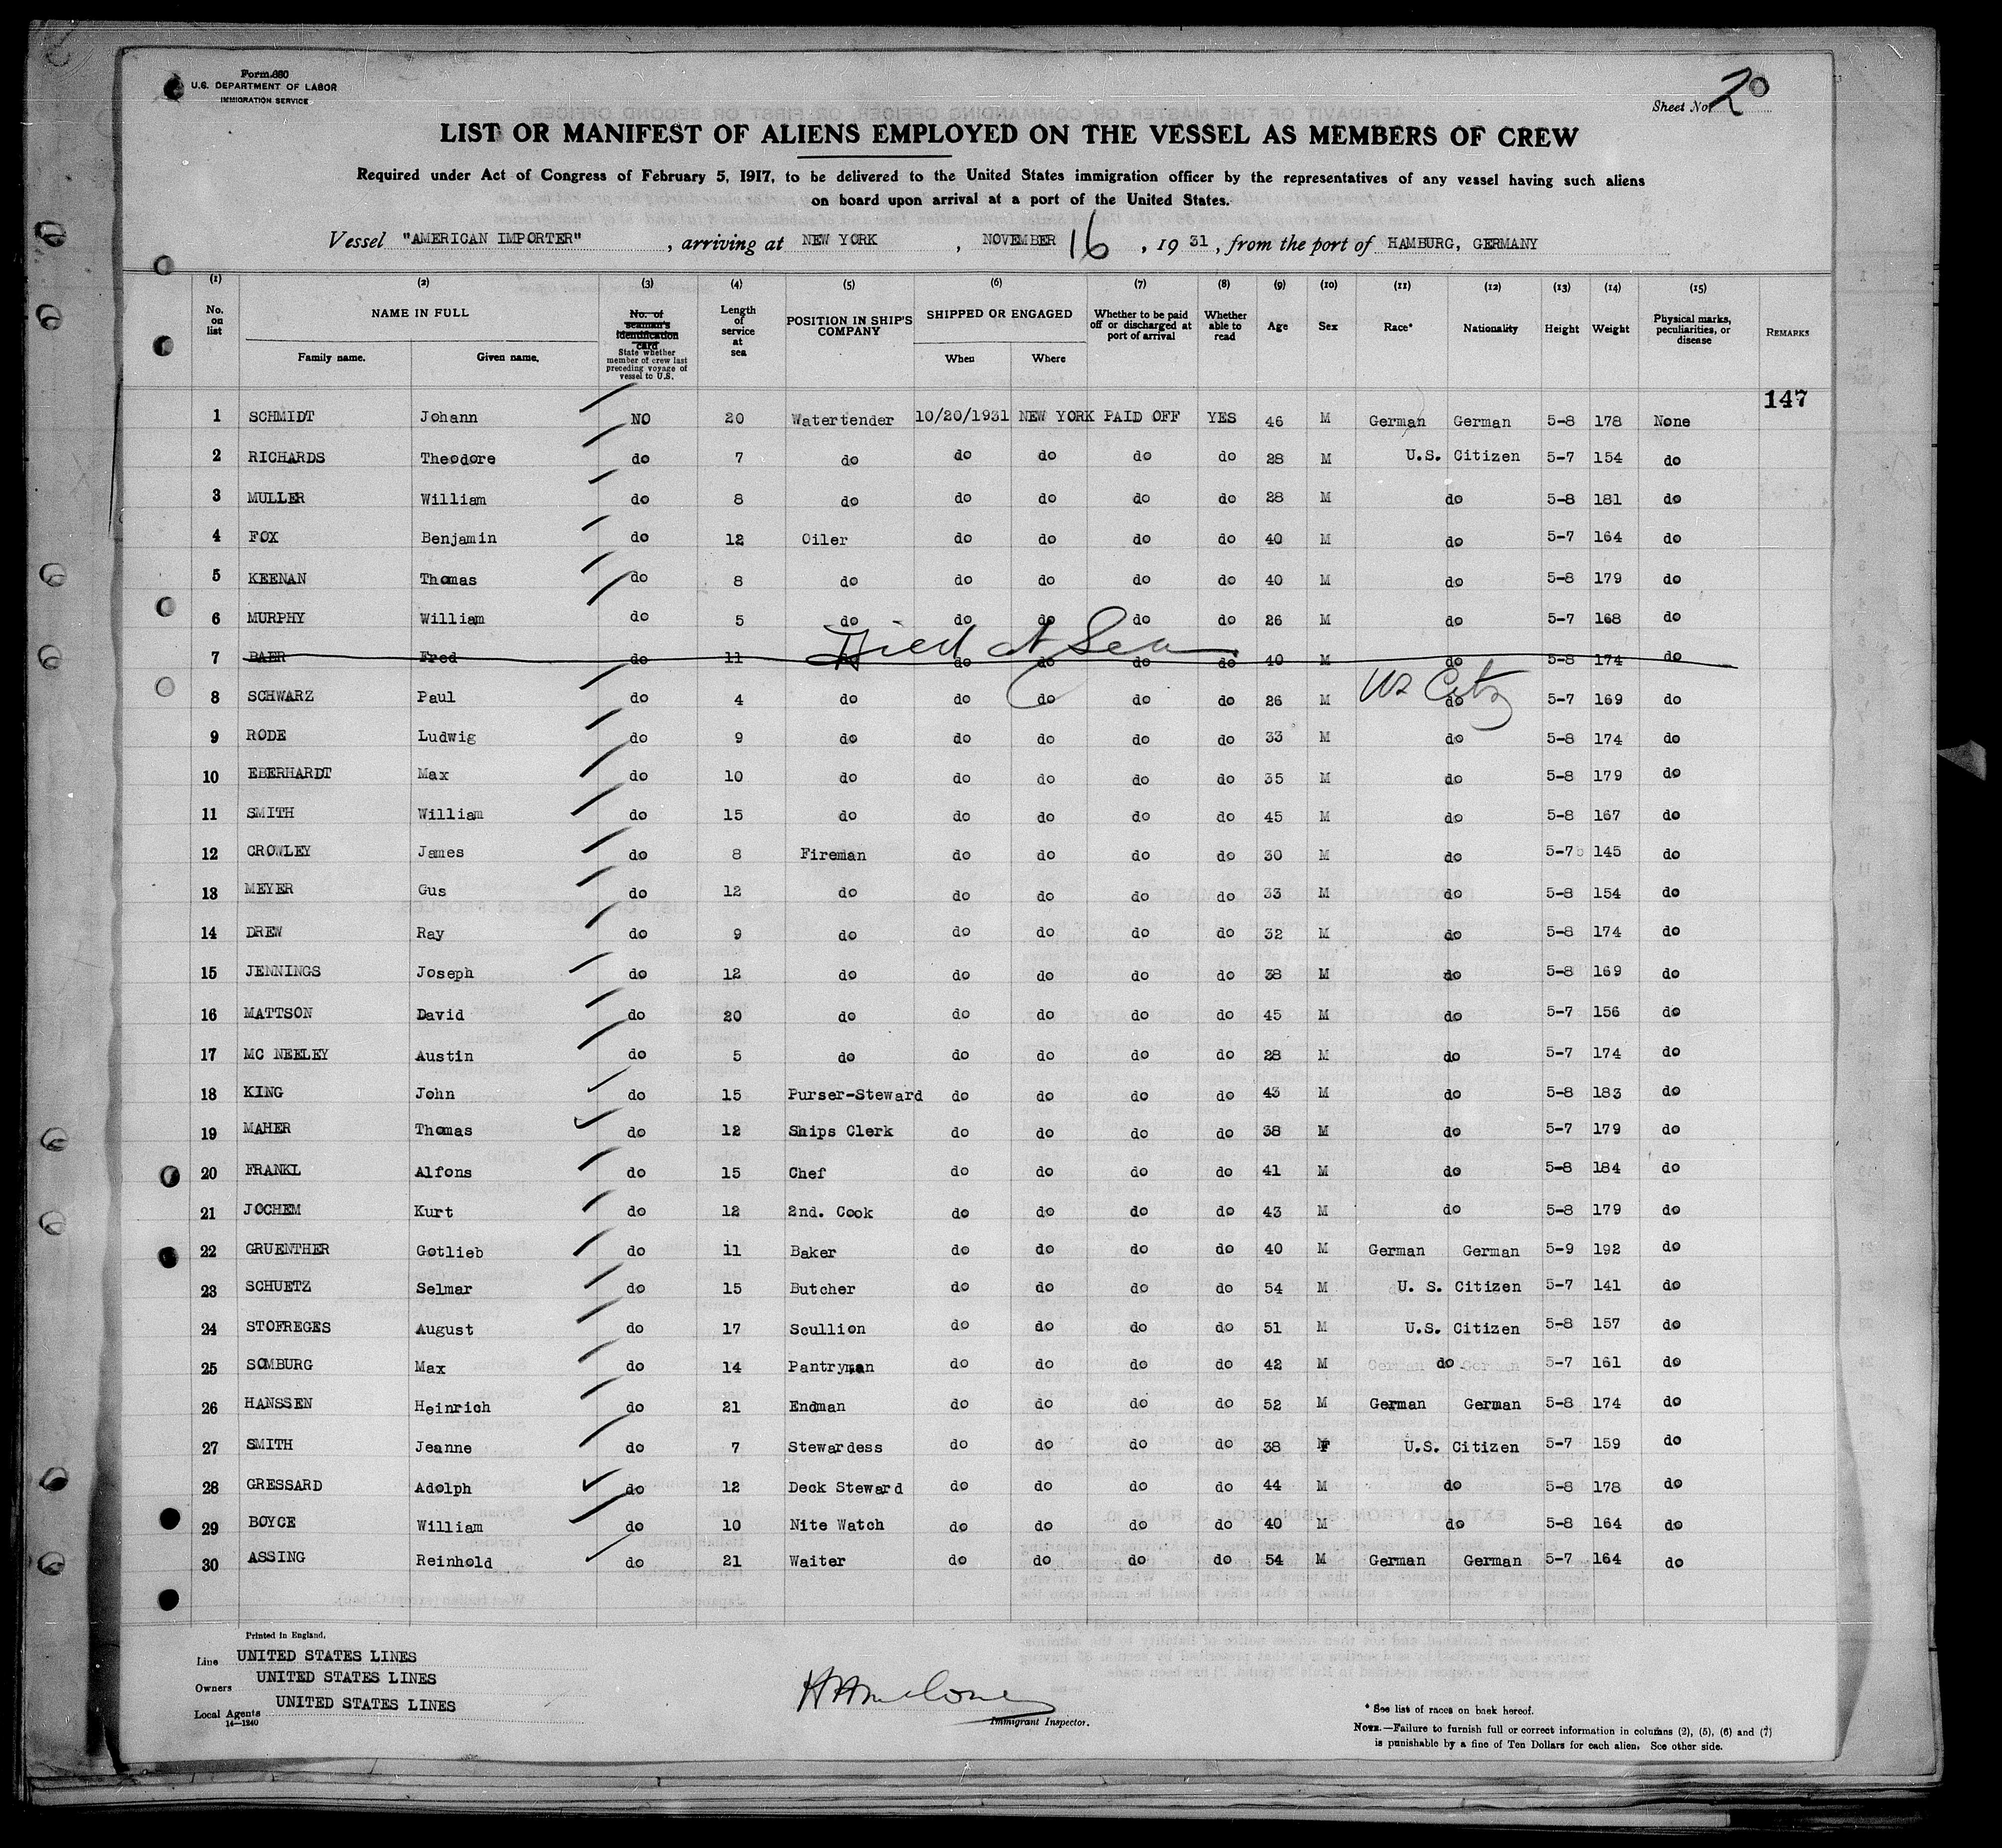 Form 680
U.S. DEPARTMENT OF LABOR
IMMIGRATION SERVICE
Sheet No. 2
LIST OR MANIFEST OF ALIENS EMPLOYED ON THE VESSEL AS MEMBERS OF CREW
Required under Act of Congress of February 5, 1917, to be delivered to the United States immigration officer by the representatives of any vessel having such aliens
on board upon arrival at a port of the United States.
Vessel "AMERICAN IMPORTER", arriving at NEW YORK, NOVEMBER 16, 1931, from the port of HAMBURG, GERMANY
(1) (2) (3) (4) (5) (6) (7) (8) (9) (10) (11) (12) (13) (14) (15)
No. on list NAME IN FULL Family name. Given name. No. of seaman's identification card State whether member of crew last preceding voyage of vessel to U.S. Length of service at sea POSITION IN SHIP'S COMPANY SHIPPED OR ENGAGED When Where Whether to be paid off or discharged at port of arrival Whether able to read Age Sex Race* Nationality Height Weight Physical marks, peculiarities, or disease REMARKS
147
1 SCHMIDT Johann NO 20 Watertender 10/20/1931 NEW YORK PAID OFF YES 46 M German German 5-8 178 None
2 RICHARDS Theodore do 7 do do do do do 28 M U.S. Citizen 5-7 154 do
3 MULLER William do 8 do do do do do 28 M do 5-8 181 do
4 FOX Benjamin do 12 Oiler do do do do 40 M do 5-7 164 do
5 KEENAN Thomas do 8 do do do do do 40 M do 5-8 179 do
6 MURPHY William do 5 do do do do do 26 M do 5-7 168 do
Died At Sea
7 BAER Fred do 11 do do do do do 40 M do 5-8 174 do
8 SCHWARZ Paul do 4 do do do do do 26 M do US Citz 5-7 169 do
9 RODE Ludwig do 9 do do do do do 33 M do 5-8 174 do
10 EBERHARDT Max do 10 do do do do do 35 M do 5-8 179 do
11 SMITH William do 15 do do do do do 45 M do 5-8 167 do
12 CROWLEY James do 8 Fireman do do do do 30 M do 5-7 145 do
13 MEYER Gus do 12 do do do do do 33 M do 5-8 154 do
14 DREW Ray do 9 do do do do do 32 M do 5-8 174 do
15 JENNINGS Joseph do 12 do do do do do 38 M do 5-8 169 do
16 MATTSON David do 20 do do do do do 45 M do 5-7 156 do
17 MC NEELEY Austin do 5 do do do do do 28 M do 5-7 174 do
18 KING John do 15 Purser-Steward do do do do 43 M do 5-8 183 do
19 MAHER Thomas do 12 Ships Clerk do do do do 38 M do 5-7 179 do
20 FRANKL Alfons do 15 Chef do do do do 41 M do 5-8 184 do
21 JOCHEM Kurt do 12 2nd. Cook do do do do 43 M do 5-8 179 do
22 GRUENTHER Gotlieb do 11 Baker do do do do 40 M German German 5-9 192 do
23 SCHUETZ Selmar do 15 Butcher do do do do 54 M U. S. Citizen 5-7 141 do
24 STOFREGES August do 17 Scullion do do do do 51 M U.S. Citizen 5-8 157 do
25 SOMBURG Max do 14 Pantryman do do do do 42 M do 5-7 161 do
26 HANSSEN Heinrich do 21 Endman do do do do 52 M German German 5-8 174 do
27 SMITH Jeanne do 7 Stewardess do do do do 38 F U.S. Citizen 5-7 159 do
28 GRESSARD Adolph do 12 Deck Steward do do do do 44 M do 5-8 178 do
29 BOYCE William do 10 Nite Watch do do do do 40 M do 5-8 164 do
30 ASSING Reinhold do 21 Waiter do do do do 54 M German German 5-7 164 do
Printed in England.
Line UNITED STATES LINES
Owners UNITED STATES LINES
Local Agents UNITED STATES LINES
14—1240
Immigrant Inspector.
* See list of races on back hereof.
NOTE.—Failure to furnish full or correct information in columns (2), (5), (6) and (7)
is punishable by a fine of Ten Dollars for each alien. See other side.